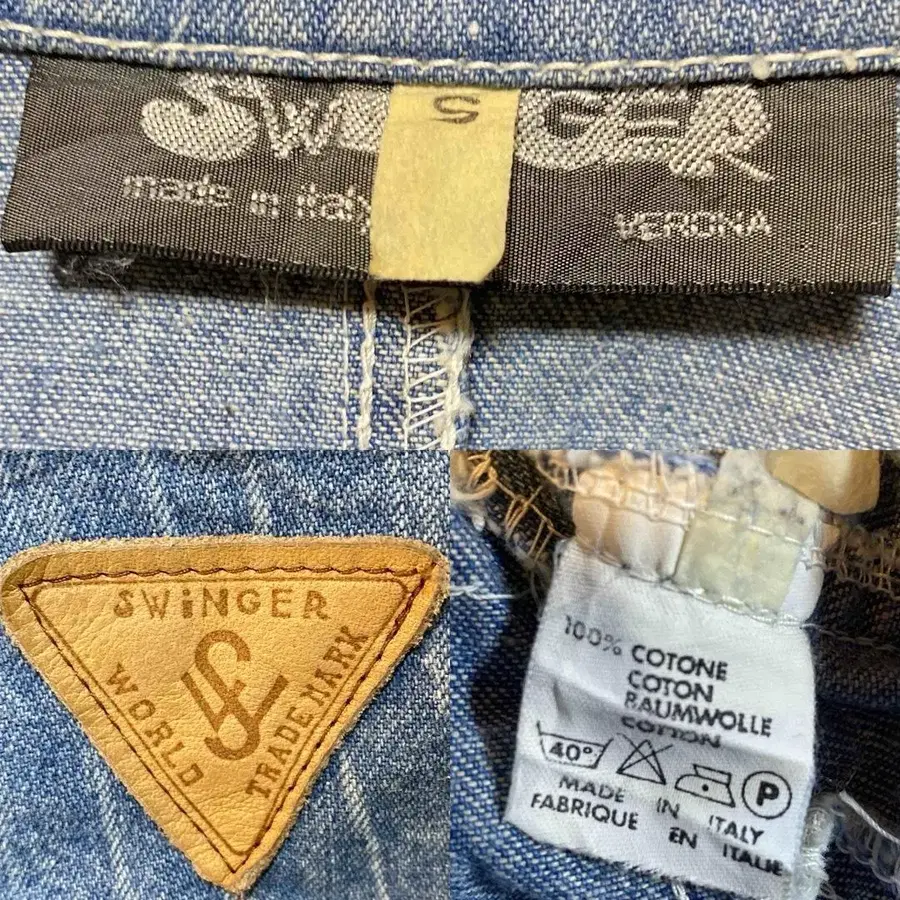 SWINGER
S
made in italy
VERONA
SWiNGER
WORLD
TRADE MARK
100% COTONE
COTON
BAUMWOLLE
COTTON
40°
P
MADE IN ITALY
FABRIQUE EN ITALIE